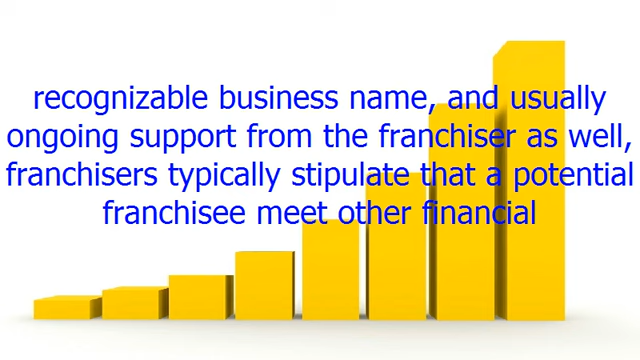 recognizable business name, and usually
ongoing support from the franchiser as well,
franchisers typically stipulate that a potential
franchisee meet other financial